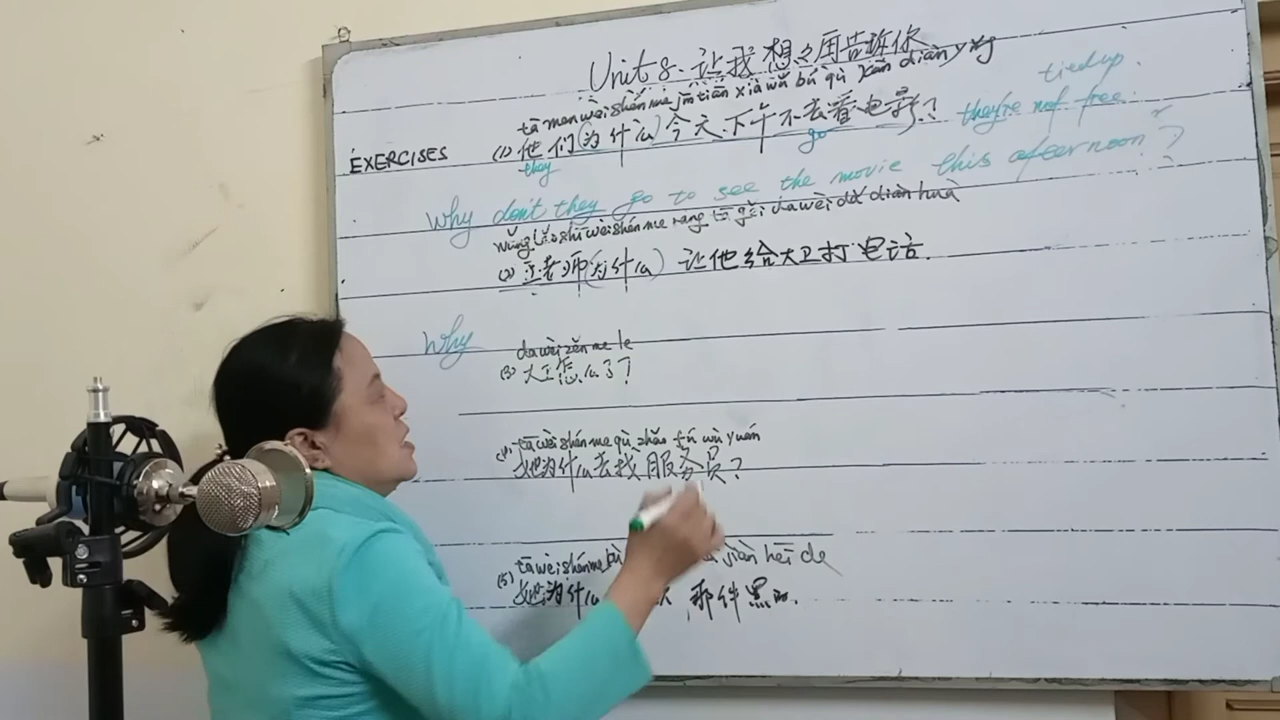 Unit 8. 让我想々再告诉你
tā men wèi shén me jīn tiān xià wǔ bú qù kàn diàn yǐng
tied up.
EXERCISES (1) 他们(为什么)今天下午不去看电影? they're not free.
they go
Why don't they go to see the movie this afternoon?
wáng lǎo shī wèi shén me rang tā gěi da wèi dǎ diàn huà
(2) 王老师(为什么) 让他给大卫打电话.
Why
da wèi zěn me le
(3) 大卫怎么了?
(4) tā wèi shén me qù zhǎo fú wù yuán
她为什么去找服务员?
(5) tā wèi shén me jiàn hēi de
她为什么 那件黑的.